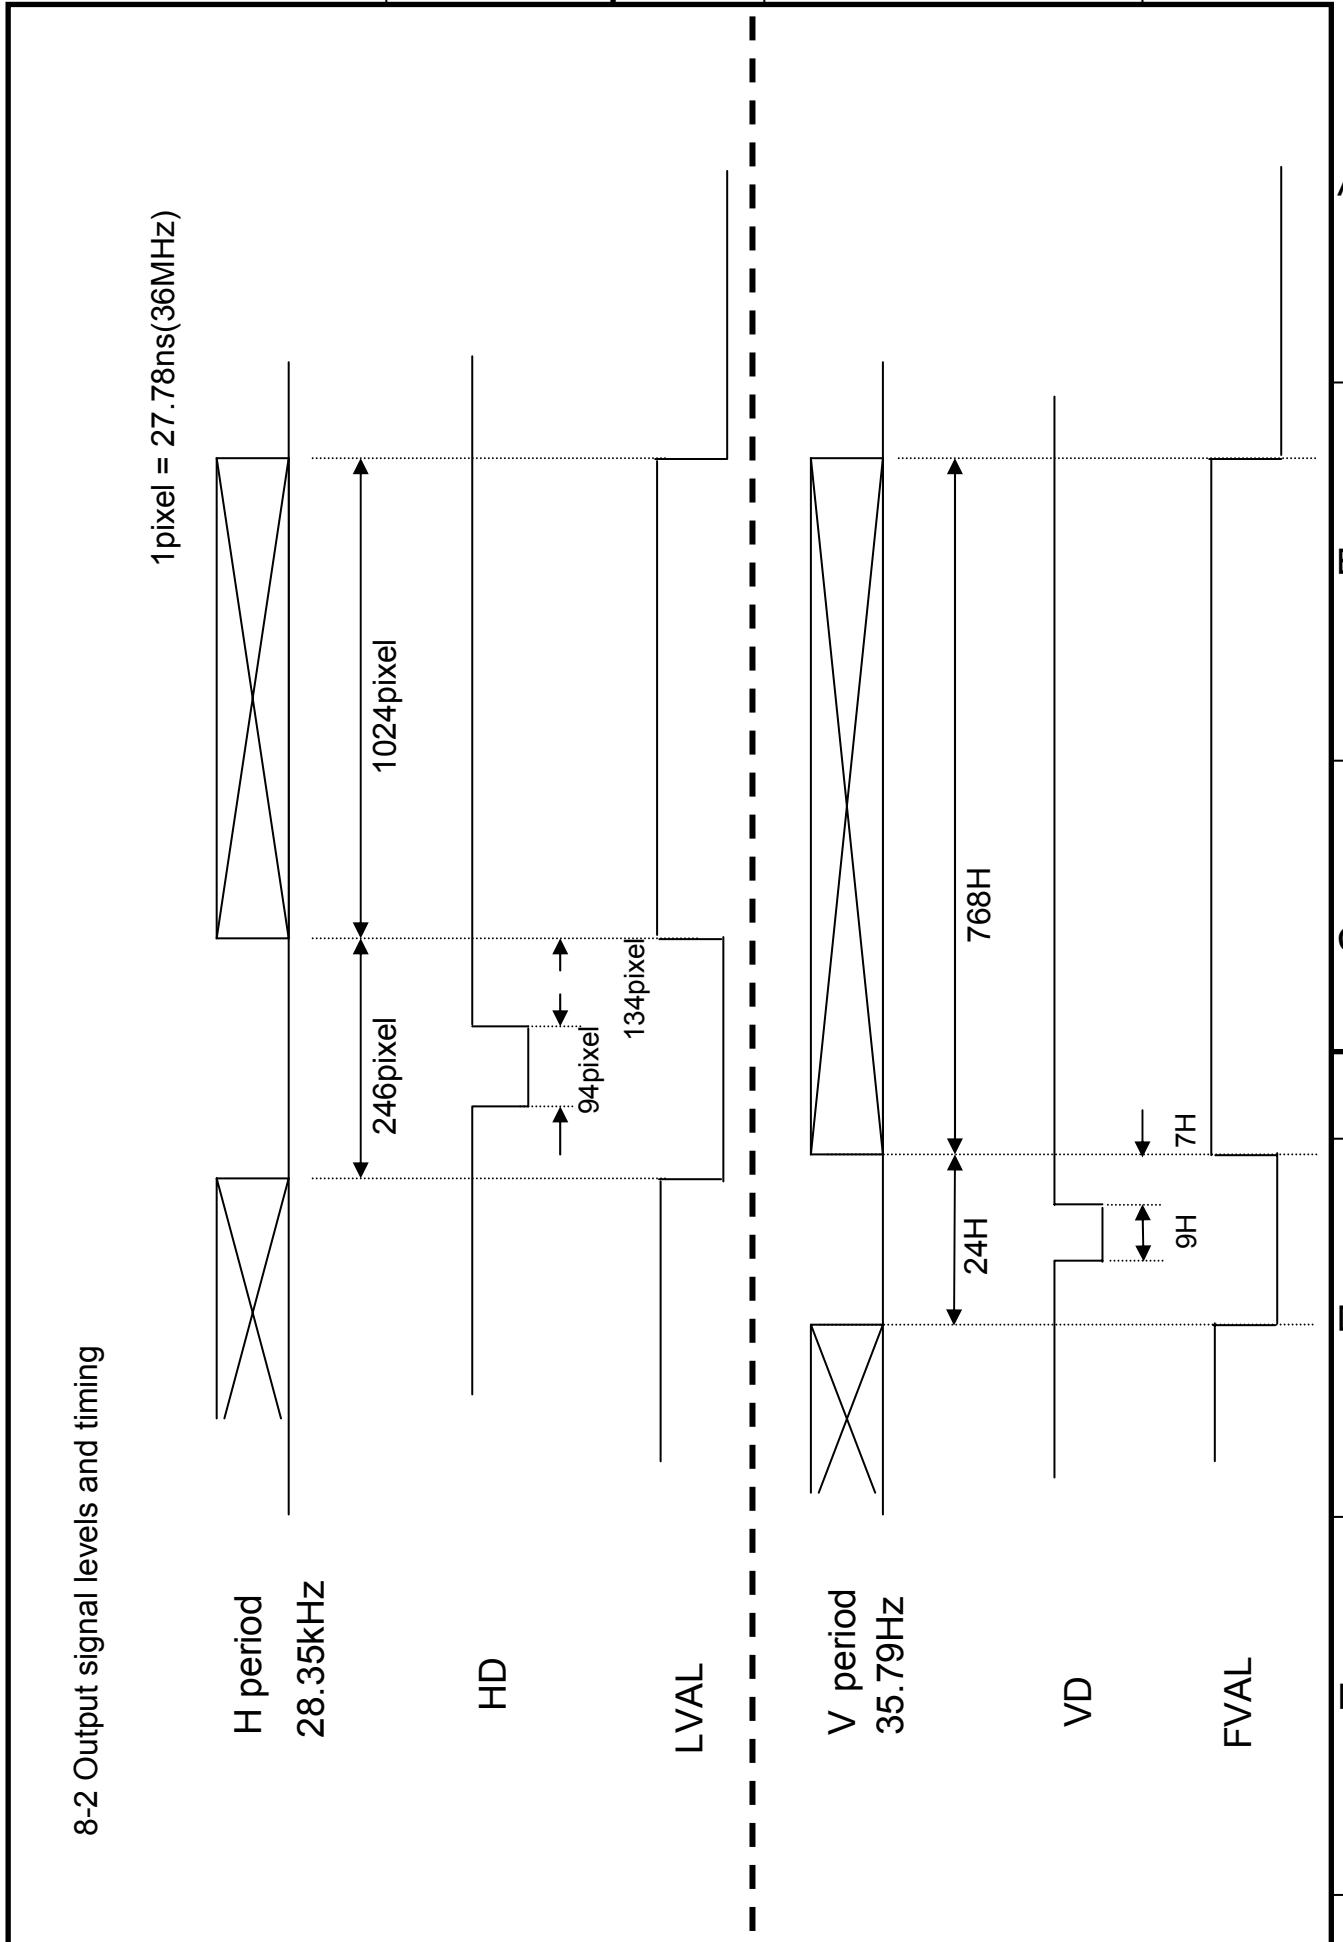 8-2 Output signal levels and timing
1pixel = 27.78ns(36MHz)
H period
28.35kHz
246pixel
1024pixel
HD
94pixel
134pixel
LVAL
V period
35.79Hz
24H
768H
VD
9H
7H
FVAL